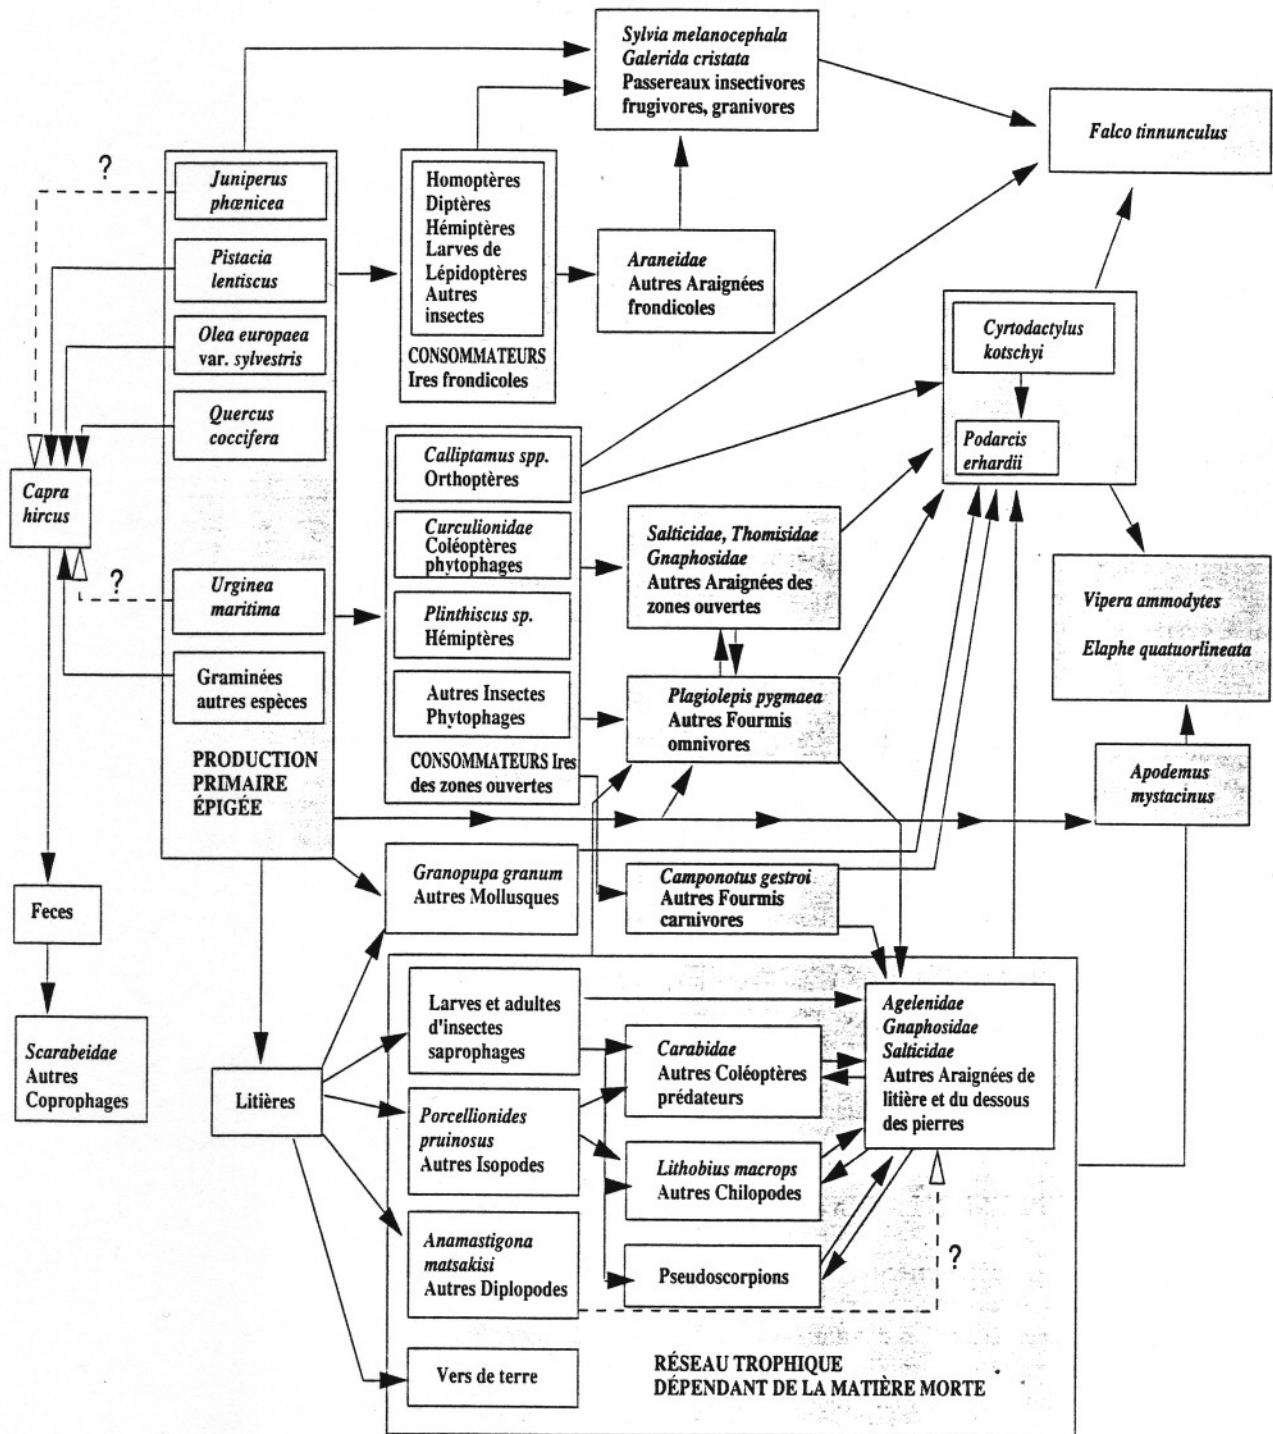 Sylvia melanocephala
Galerida cristata
Passereaux insectivores
frugivores, granivores
Falco tinnunculus
?
Juniperus
phœnicea
Pistacia
lentiscus
Olea europaea
var. sylvestris
Quercus
coccifera
Urginea
maritima
Graminées
autres espèces
PRODUCTION
PRIMAIRE
ÉPIGÉE
Homoptères
Diptères
Hémiptères
Larves de
Lépidoptères
Autres
insectes
CONSOMMATEURS
Ires frondicoles
Araneidae
Autres Araignées
frondicoles
Cyrtodactylus
kotschyi
Podarcis
erhardii
Capra
hircus
?
Calliptamus spp.
Orthoptères
Curculionidae
Coléoptères
phytophages
Plinthiscus sp.
Hémiptères
Autres Insectes
Phytophages
CONSOMMATEURS Ires
des zones ouvertes
Salticidae, Thomisidae
Gnaphosidae
Autres Araignées des
zones ouvertes
Plagiolepis pygmaea
Autres Fourmis
omnivores
Vipera ammodytes
Elaphe quatuorlineata
Apodemus
mystacinus
Granopupa granum
Autres Mollusques
Camponotus gestroi
Autres Fourmis
carnivores
Feces
Scarabeidae
Autres
Coprophages
Litières
Larves et adultes
d'insectes
saprophages
Porcellionides
pruinosus
Autres Isopodes
Anamastigona
matsakisi
Autres Diplopodes
Vers de terre
Carabidae
Autres Coléoptères
prédateurs
Lithobius macrops
Autres Chilopodes
Pseudoscorpions
Agelenidae
Gnaphosidae
Salticidae
Autres Araignées de
litière et du dessous
des pierres
?
RÉSEAU TROPHIQUE
DÉPENDANT DE LA MATIÈRE MORTE